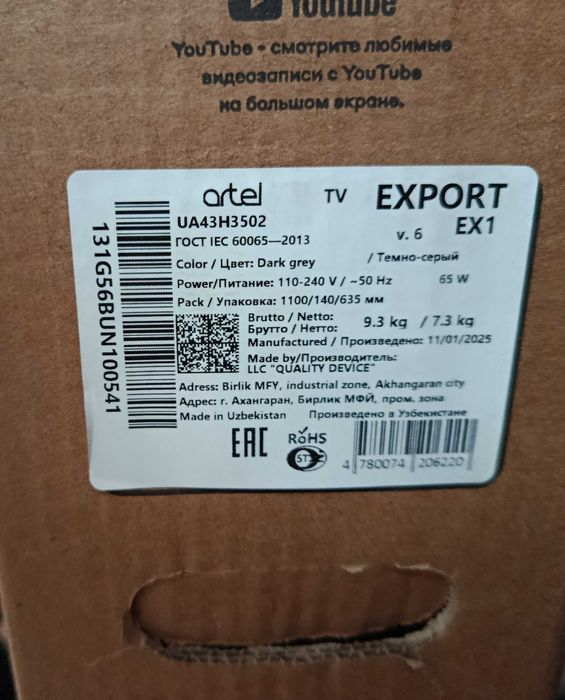 YouTube
YouTube - смотрите любимые
видеозаписи с YouTube
на большом экране.
artel TV EXPORT
UA43H3502 v. 6 EX1
ГОСТ IEC 60065—2013
Color / Цвет: Dark grey / Темно-серый
Power/Питание: 110-240 V / ~50 Hz 65 W
Pack / Упаковка: 1100/140/635 мм
Brutto / Netto:
Брутто / Нетто: 9.3 kg / 7.3 kg
Manufactured / Произведено: 11/01/2025
Made by/Производитель:
LLC "QUALITY DEVICE"
Adress: Birlik MFY, industrial zone, Akhangaran city
Адрес: г. Ахангаран, Бирлик МФЙ, пром. зона
Made in Uzbekistan Произведено в Узбекистане
EAC RoHS
4 780074 206220
131G56BUN100541